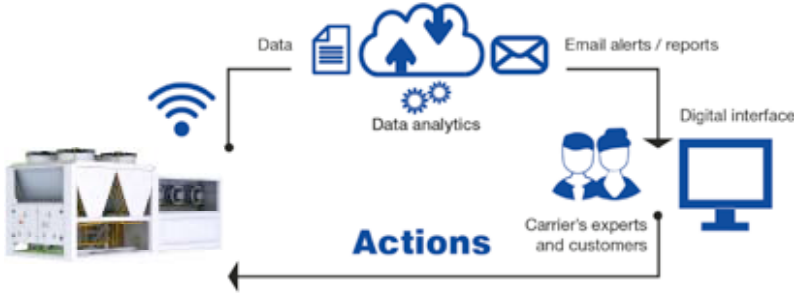 Data
Email alerts / reports
Data analytics
Digital interface
Carrier's experts
and customers
Actions